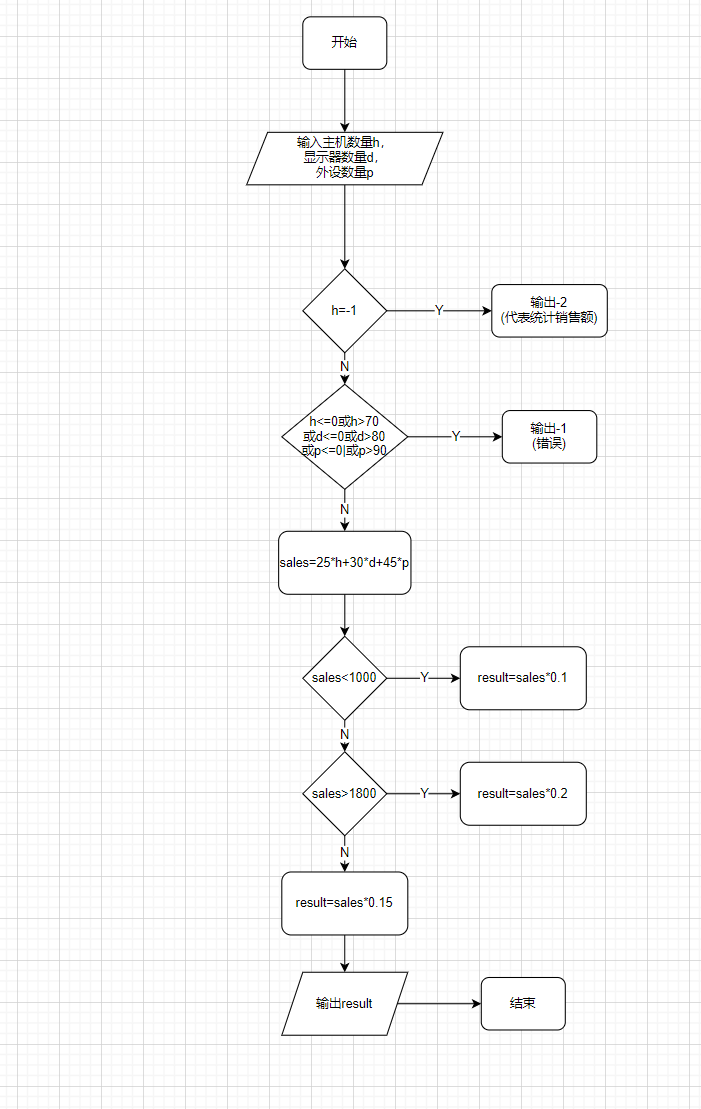 开始
输入主机数量h，
显示器数量d，
外设数量p
h=-1
Y
输出-2
(代表统计销售额)
N
h<=0或h>70
或d<=0或d>80
或p<=0|或p>90
Y
输出-1
(错误)
N
sales=25*h+30*d+45*p
sales<1000
Y
result=sales*0.1
N
sales>1800
Y
result=sales*0.2
N
result=sales*0.15
输出result
结束